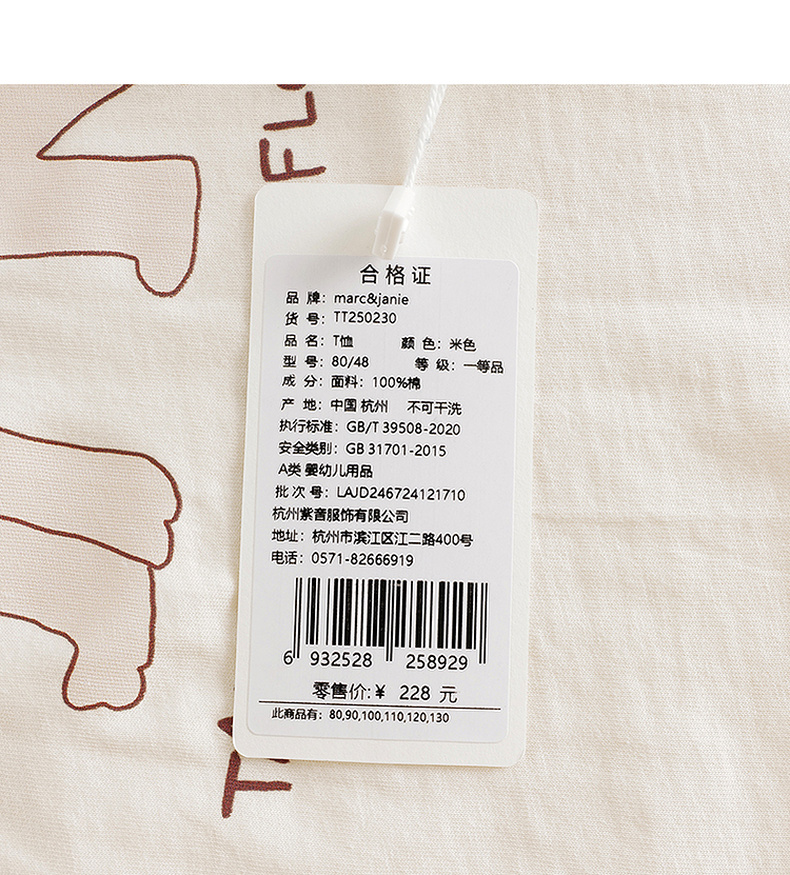 FLO
合格证
品 牌：marc&janie
货 号：TT250230
品 名：T恤 颜 色：米色
型 号：80/48 等 级：一等品
成 分：面料：100%棉
产 地：中国 杭州 不可干洗
执行标准：GB/T 39508-2020
安全类别：GB 31701-2015
A类 婴幼儿用品
批 次 号：LAJD246724121710
杭州紫音服饰有限公司
地址：杭州市滨江区江二路400号
电话：0571-82666919
6 932528 258929
零售价:¥ 228 元
此商品有：80,90,100,110,120,130
TA